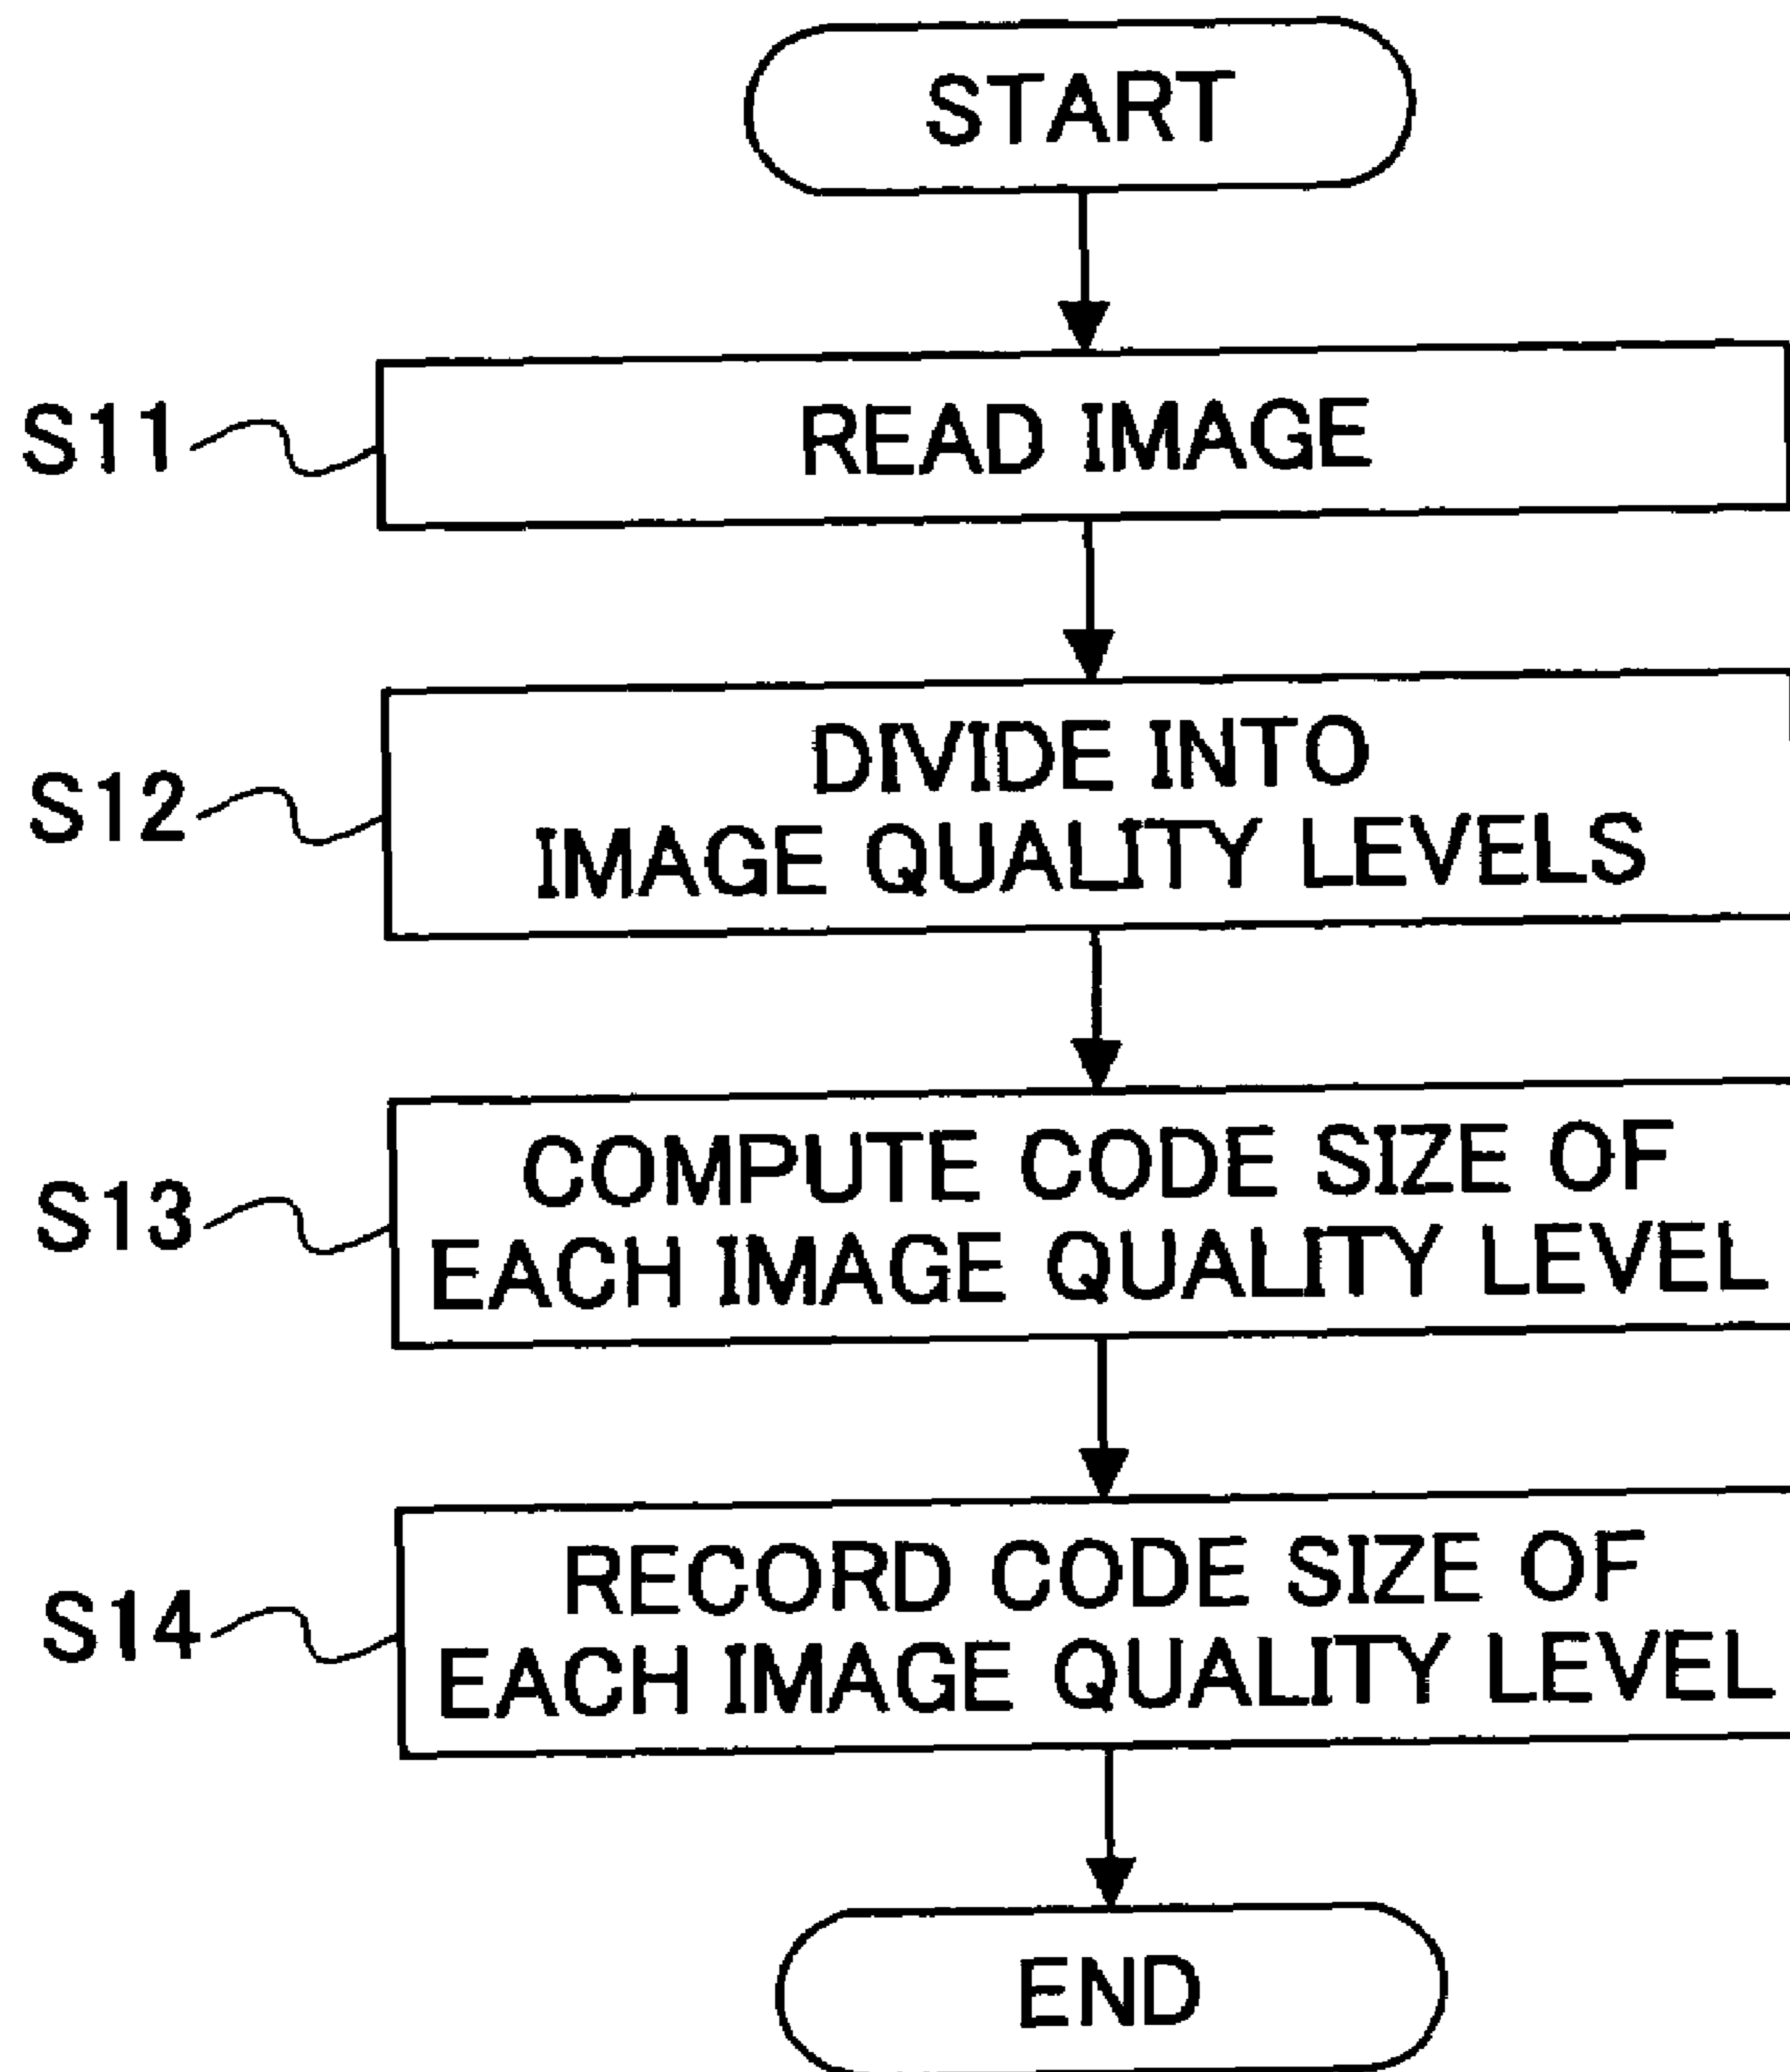 START
S11
READ IMAGE
S12
DIVIDE INTO
IMAGE QUALITY LEVELS
S13
COMPUTE CODE SIZE OF
EACH IMAGE QUALITY LEVEL
S14
RECORD CODE SIZE OF
EACH IMAGE QUALITY LEVEL
END